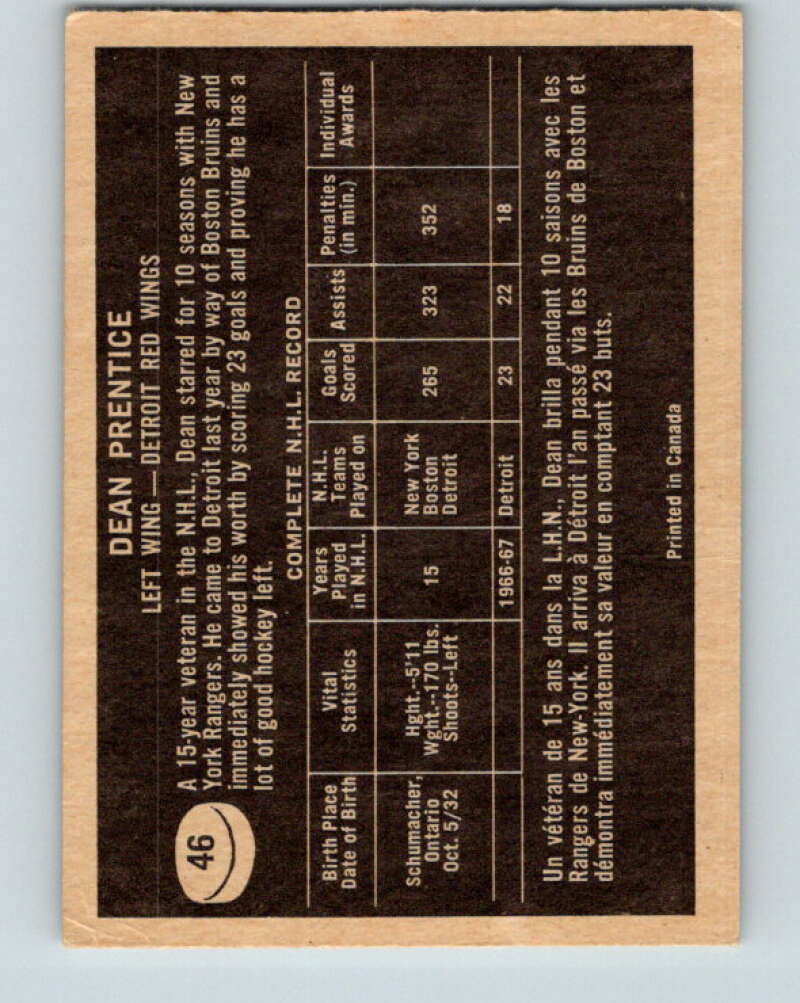 46
DEAN PRENTICE
LEFT WING — DETROIT RED WINGS
A 15-year veteran in the N.H.L., Dean starred for 10 seasons with New
York Rangers. He came to Detroit last year by way of Boston Bruins and
immediately showed his worth by scoring 23 goals and proving he has a
lot of good hockey left.
COMPLETE N.H.L. RECORD
Birth Place
Date of Birth
Vital
Statistics
Years
Played
in N.H.L.
N.H.L.
Teams
Played on
Goals
Scored
Assists
Penalties
(in min.)
Individual
Awards
Schumacher,
Ontario
Oct. 5/32
Hght.--5'11
Wght.--170 lbs.
Shoots--Left
15
New York
Boston
Detroit
265
323
352
1966-67
Detroit
23
22
18
Un vétéran de 15 ans dans la L.H.N., Dean brilla pendant 10 saisons avec les
Rangers de New-York. Il arriva à Détroit l'an passé via les Bruins de Boston et
démontra immédiatement sa valeur en comptant 23 buts.
Printed in Canada